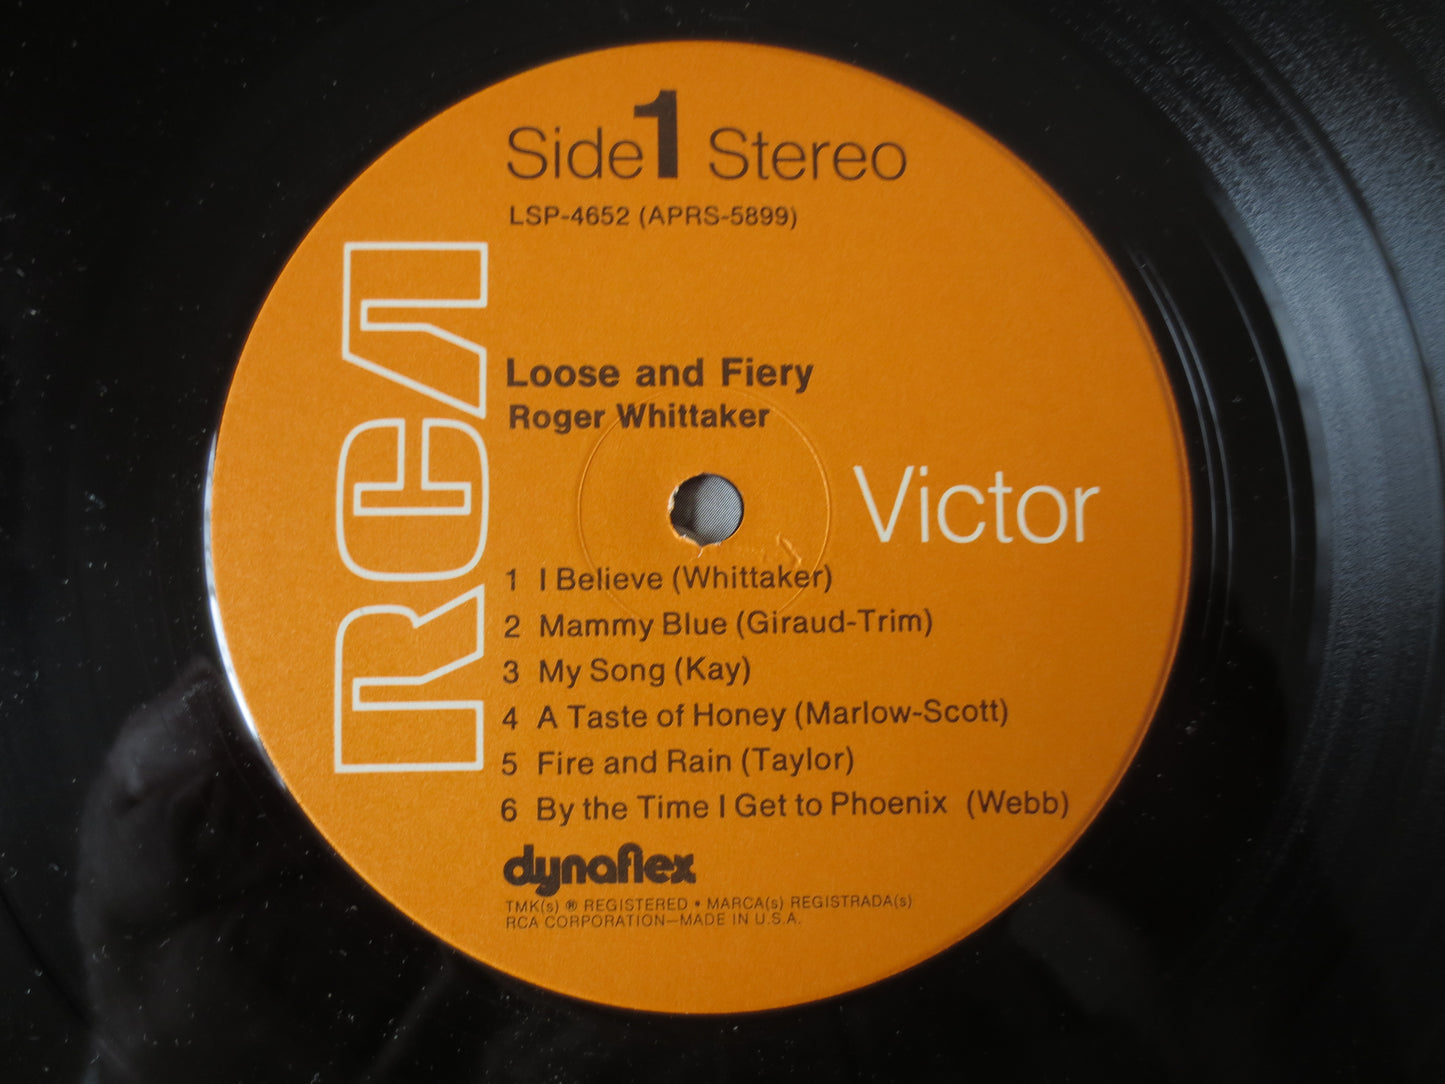 Side 1 Stereo
LSP-4652 (APRS-5899)
RCA
Loose and Fiery
Roger Whittaker
Victor
1 I Believe (Whittaker)
2 Mammy Blue (Giraud-Trim)
3 My Song (Kay)
4 A Taste of Honey (Marlow-Scott)
5 Fire and Rain (Taylor)
6 By the Time I Get to Phoenix (Webb)
dynaflex
TMK(s) ® REGISTERED • MARCA(s) REGISTRADA(s)
RCA CORPORATION—MADE IN U.S.A.